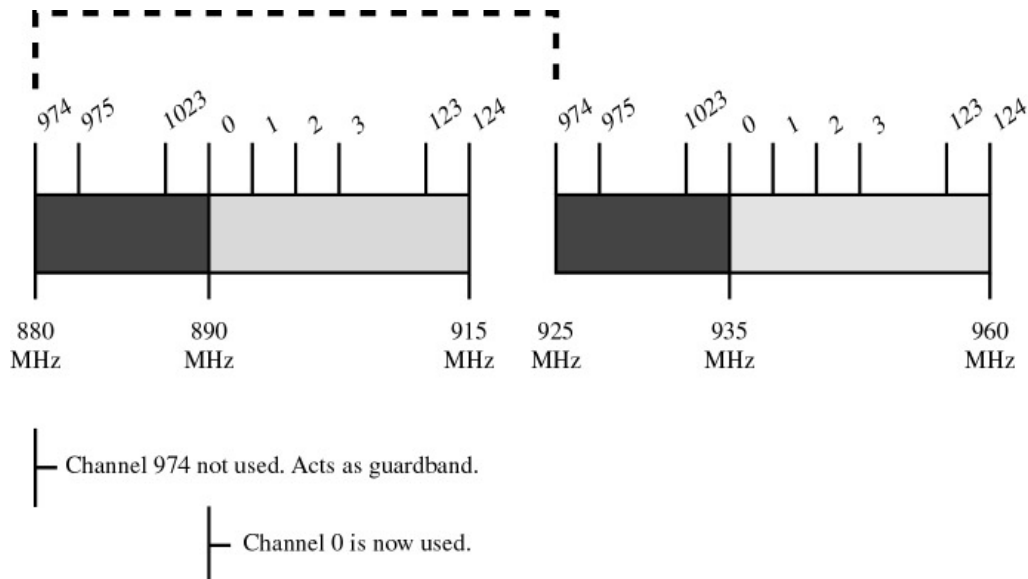 974 975 1023 0 1 2 3 123 124 974 975 1023 0 1 2 3 123 124
880 890 915 925 935 960
MHz MHz MHz MHz MHz MHz
Channel 974 not used. Acts as guardband.
Channel 0 is now used.